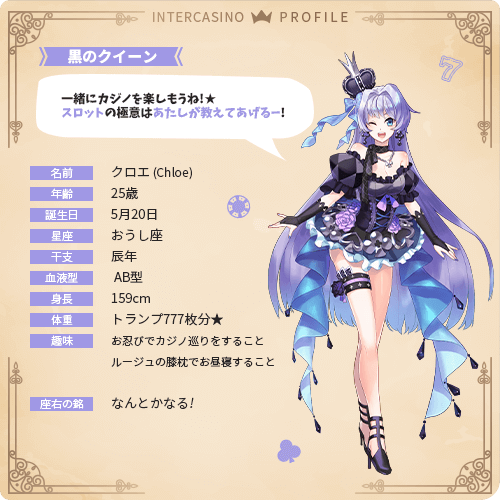 INTERCASINO PROFILE
黒のクイーン
7
一緒にカジノを楽しもうね!★
スロットの極意はあたしが教えてあげるー!
名前 クロエ (Chloe)
年齢 25歳
誕生日 5月20日
星座 おうし座
干支 辰年
血液型 AB型
身長 159cm
体重 トランプ777枚分★
趣味 お忍びでカジノ巡りをすること
ルージュの膝枕でお昼寝すること
座右の銘 なんとかなる!